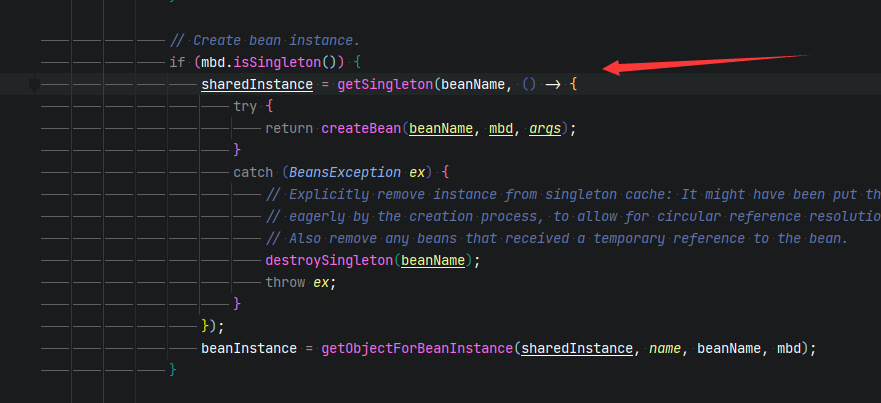 }
// Create bean instance.
if (mbd.isSingleton()) {
sharedInstance = getSingleton(beanName, () -> {
try {
return createBean(beanName, mbd, args);
}
catch (BeansException ex) {
// Explicitly remove instance from singleton cache: It might have been put th
// eagerly by the creation process, to allow for circular reference resolutio
// Also remove any beans that received a temporary reference to the bean.
destroySingleton(beanName);
throw ex;
}
});
beanInstance = getObjectForBeanInstance(sharedInstance, name, beanName, mbd);
}